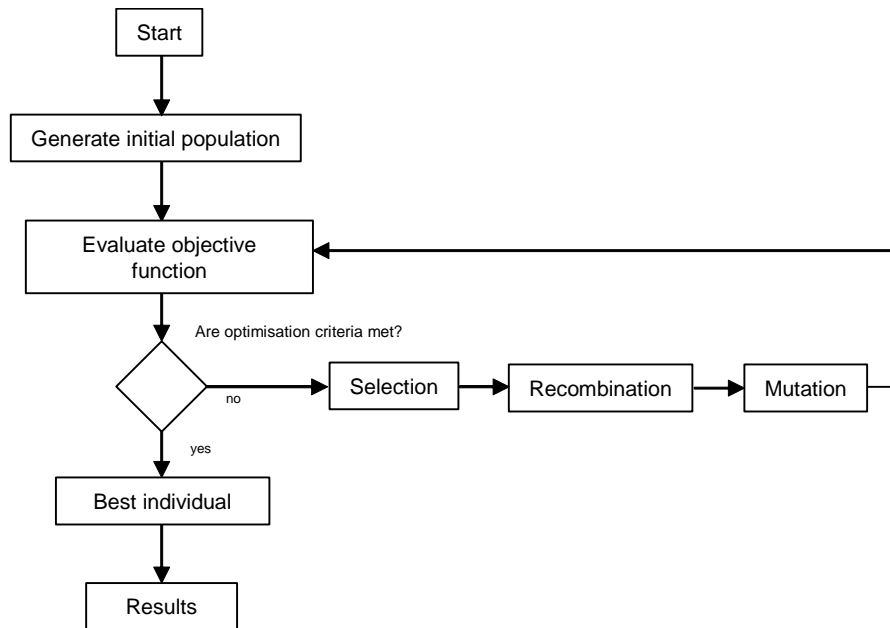 Start
Generate initial population
Evaluate objective
function
Are optimisation criteria met?
no
Selection
Recombination
Mutation
yes
Best individual
Results